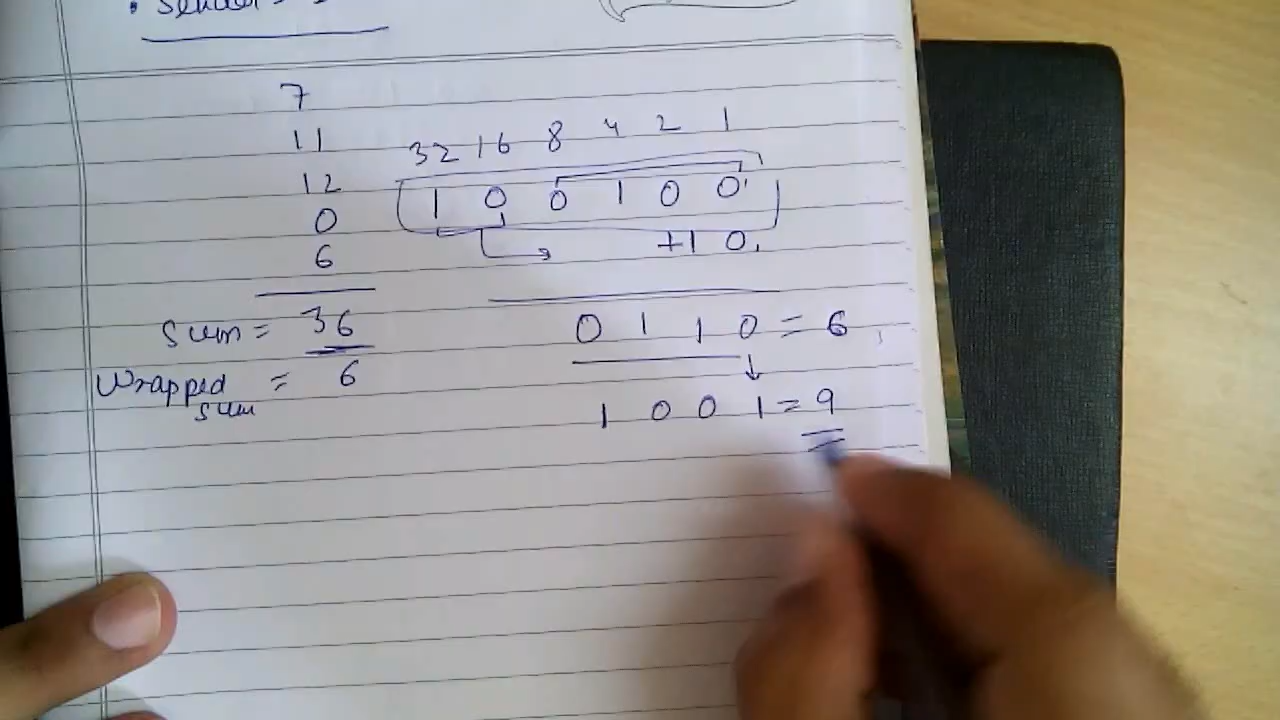 7
11
12
0
6
Sum = 36
Wrapped sum = 6
32 16 8 4 2 1
1 0 0 1 0 0
+1 0
0 1 1 0 = 6
1 0 0 1 = 9